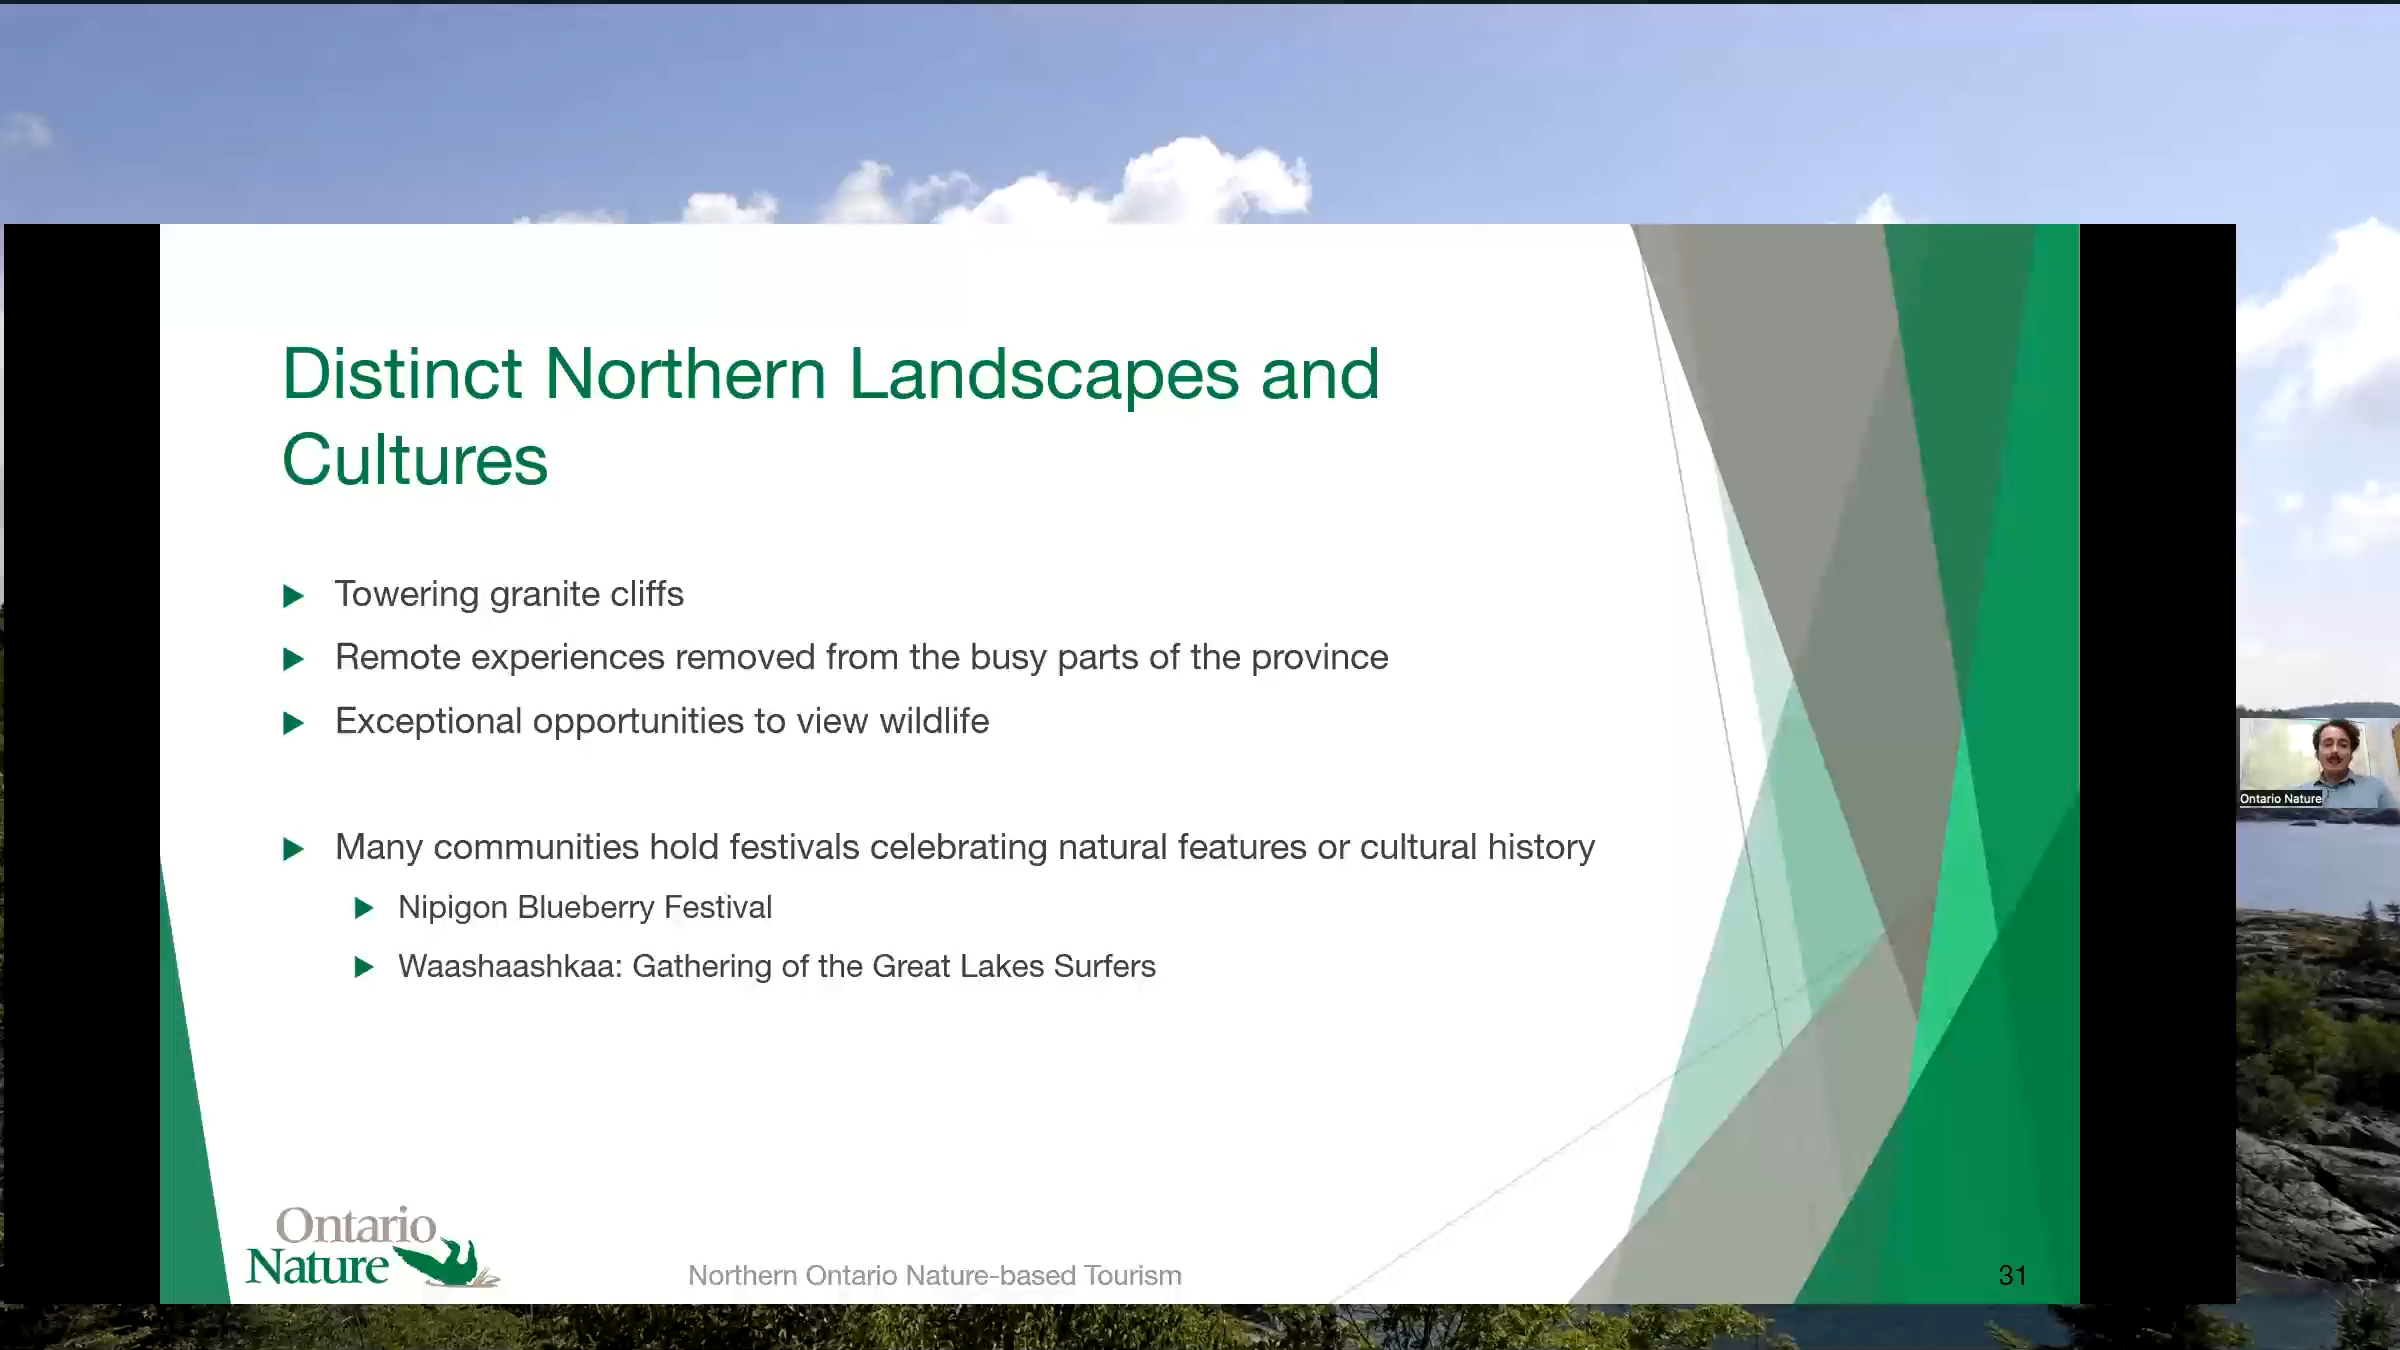 Distinct Northern Landscapes and
Cultures
Towering granite cliffs
Remote experiences removed from the busy parts of the province
Exceptional opportunities to view wildlife
Many communities hold festivals celebrating natural features or cultural history
Nipigon Blueberry Festival
Waashaashkaa: Gathering of the Great Lakes Surfers
Ontario Nature
Ontario
Nature
Northern Ontario Nature-based Tourism
31